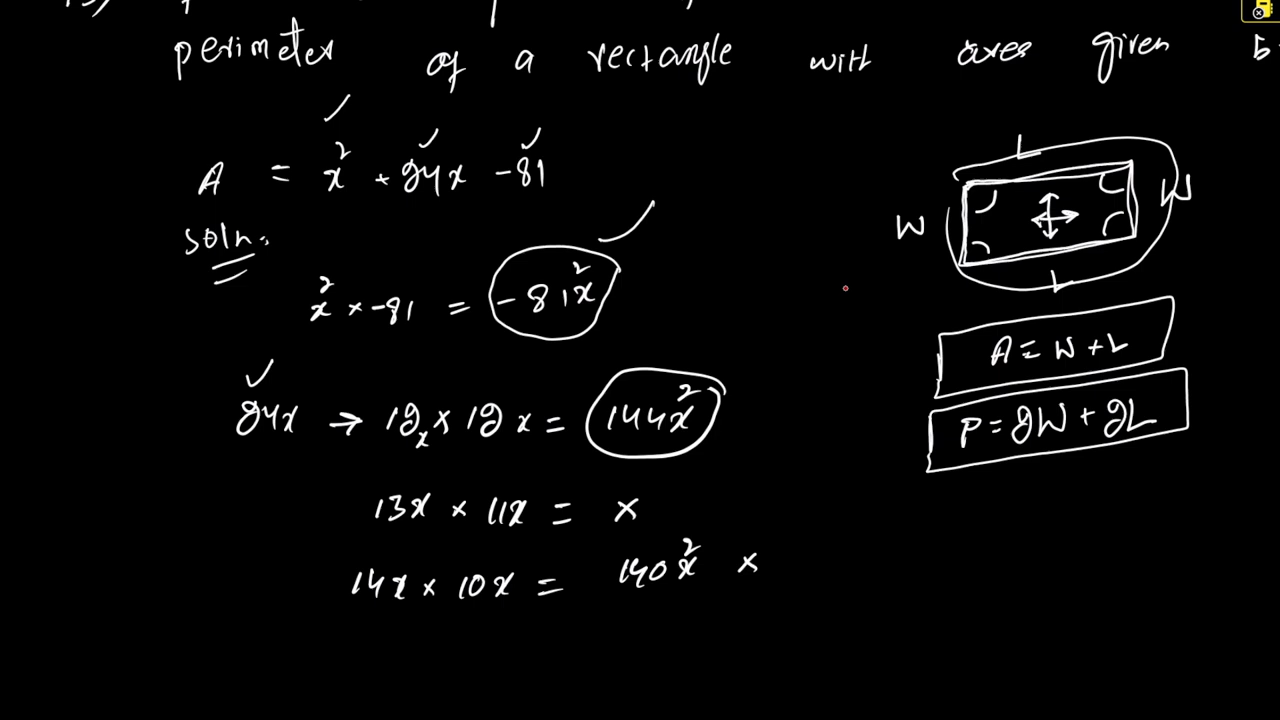 perimeter of a rectangle with axes given
A = x² + 24x - 81
soln:
x² × -81 = -81x²
24x → 12x × 12x = 144x²
13x × 11x = ×
14x × 10x = 140x² ×
L
W
W
L
A = W + L
P = 2W + 2L